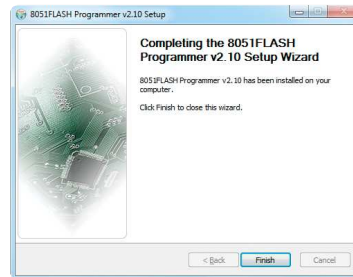 8051FLASH Programmer v2.10 Setup
Completing the 8051FLASH
Programmer v2.10 Setup Wizard
8051FLASH Programmer v2.10 has been installed on your
computer.
Click Finish to close this wizard.
< Back Finish Cancel